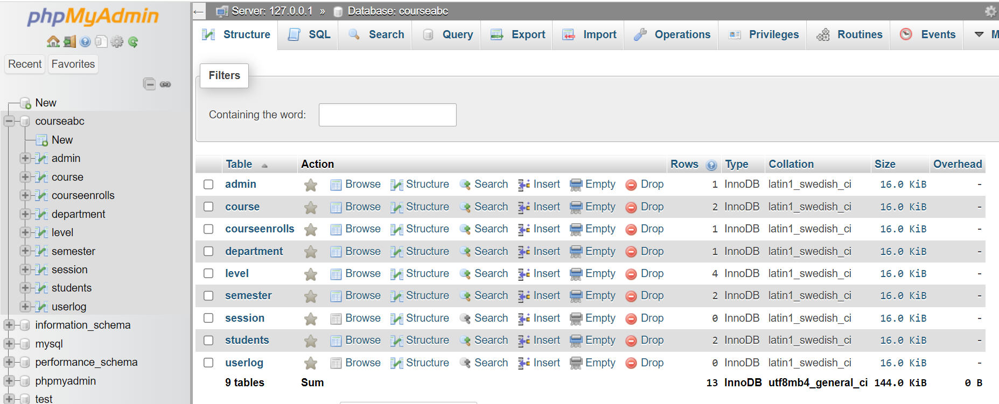 phpMyAdmin
Recent Favorites
New
courseabc
New
admin
course
courseenrolls
department
level
semester
session
students
userlog
information_schema
mysql
performance_schema
phpmyadmin
test
← Server: 127.0.0.1 » Database: courseabc
Structure SQL Search Query Export Import Operations Privileges Routines Events M
Filters
Containing the word:
Table Action Rows Type Collation Size Overhead
admin Browse Structure Search Insert Empty Drop 1 InnoDB latin1_swedish_ci 16.0 KiB -
course Browse Structure Search Insert Empty Drop 2 InnoDB latin1_swedish_ci 16.0 KiB -
courseenrolls Browse Structure Search Insert Empty Drop 1 InnoDB latin1_swedish_ci 16.0 KiB -
department Browse Structure Search Insert Empty Drop 1 InnoDB latin1_swedish_ci 16.0 KiB -
level Browse Structure Search Insert Empty Drop 4 InnoDB latin1_swedish_ci 16.0 KiB -
semester Browse Structure Search Insert Empty Drop 2 InnoDB latin1_swedish_ci 16.0 KiB -
session Browse Structure Search Insert Empty Drop 0 InnoDB latin1_swedish_ci 16.0 KiB -
students Browse Structure Search Insert Empty Drop 2 InnoDB latin1_swedish_ci 16.0 KiB -
userlog Browse Structure Search Insert Empty Drop 0 InnoDB latin1_swedish_ci 16.0 KiB -
9 tables Sum 13 InnoDB utf8mb4_general_ci 144.0 KiB 0 B